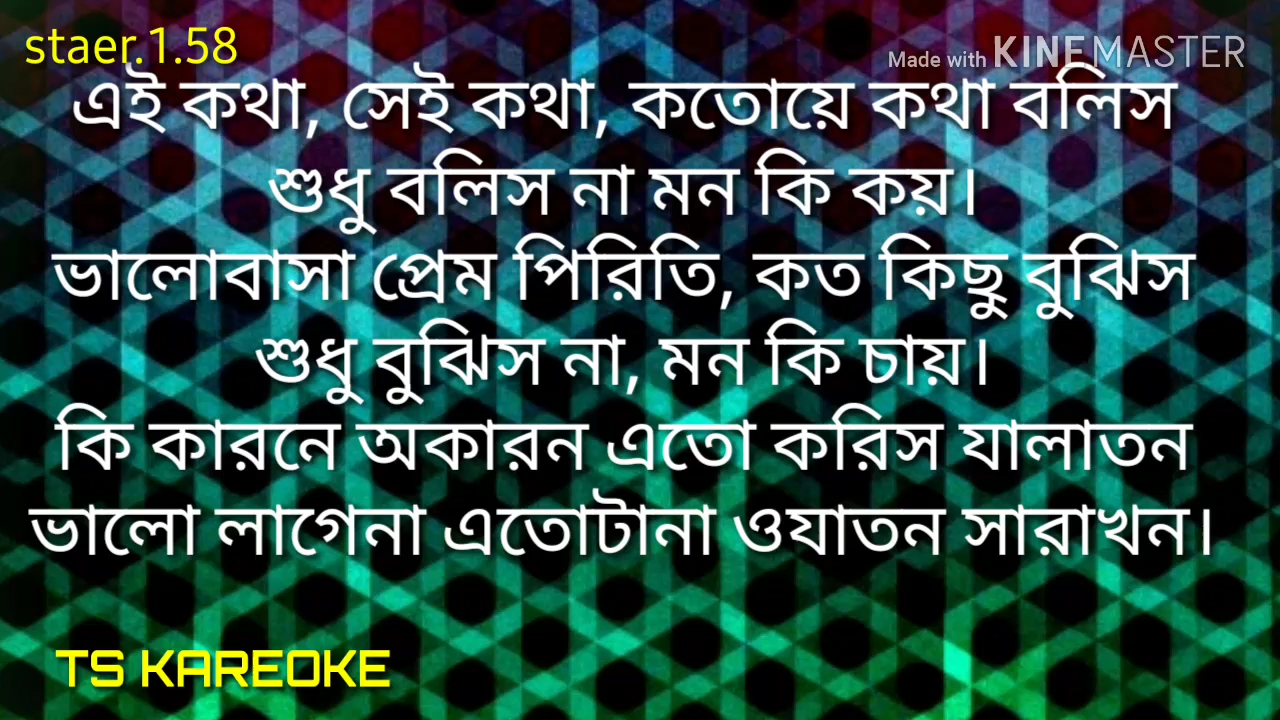 staer.1.58
Made with KINEMASTER
এই কথা, সেই কথা, কতোয়ে কথা বলিস
শুধু বলিস না মন কি কয়।
ভালোবাসা প্রেম পিরিতি, কত কিছু বুঝিস
শুধু বুঝিস না, মন কি চায়।
কি কারনে অকারন এতো করিস যালাতন
ভালো লাগেনা এতোটানা ওযাতন সারাখন।
TS KAREOKE